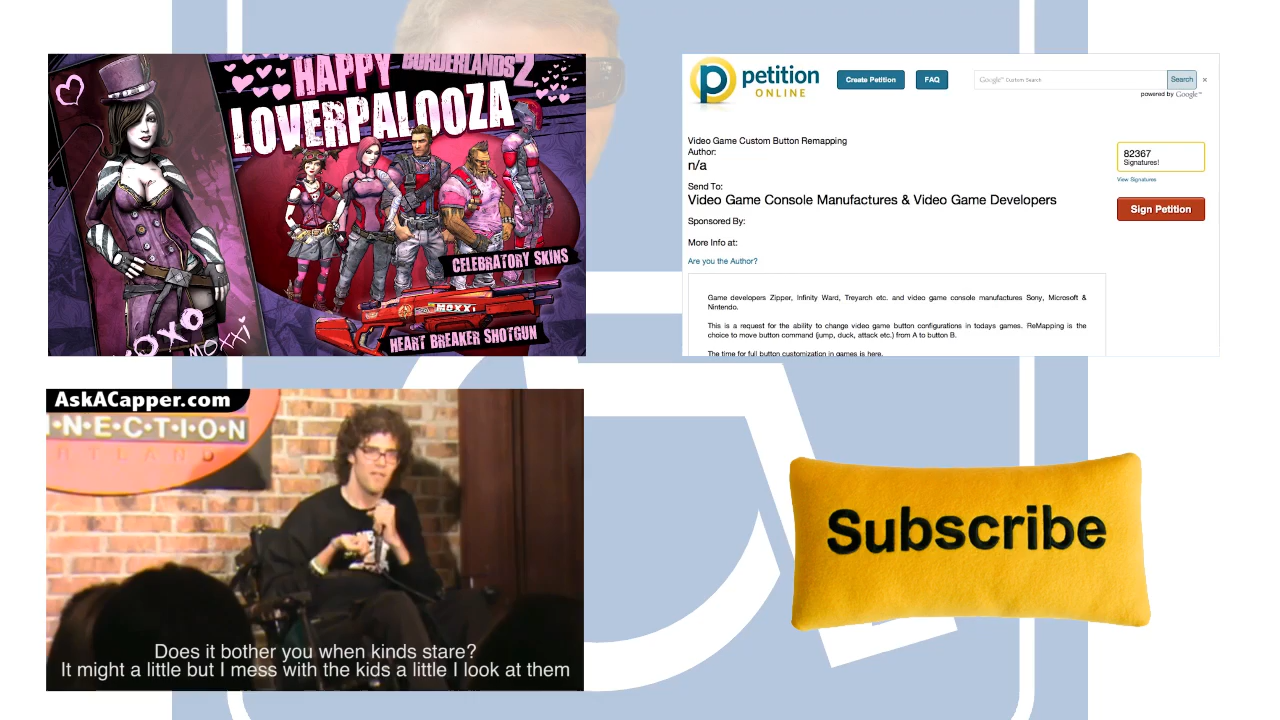 HAPPY
BORDERLANDS 2
LOVERPALOOZA
CELEBRATORY SKINS
MOXXI
HEART BREAKER SHOTGUN
XOXO
MOXXI
petition
ONLINE
Create Petition
FAQ
Google™ Custom Search
Search
×
powered by Google™
Video Game Custom Button Remapping
Author:
n/a
Send To:
Video Game Console Manufactures & Video Game Developers
Sponsored By:
More Info at:
Are you the Author?
82367
Signatures!
View Signatures
Sign Petition
Game developers Zipper, Infinity Ward, Treyarch etc. and video game console manufactures Sony, Microsoft &
Nintendo.
This is a request for the ability to change video game button configurations in todays games. ReMapping is the
choice to move button command (jump, duck, attack etc.) from A to button B.
The time for full button customization in games is here.
AskACapper.com
N•E•C•T•I•O•N
RTLAND
Does it bother you when kinds stare?
It might a little but I mess with the kids a little I look at them
Subscribe